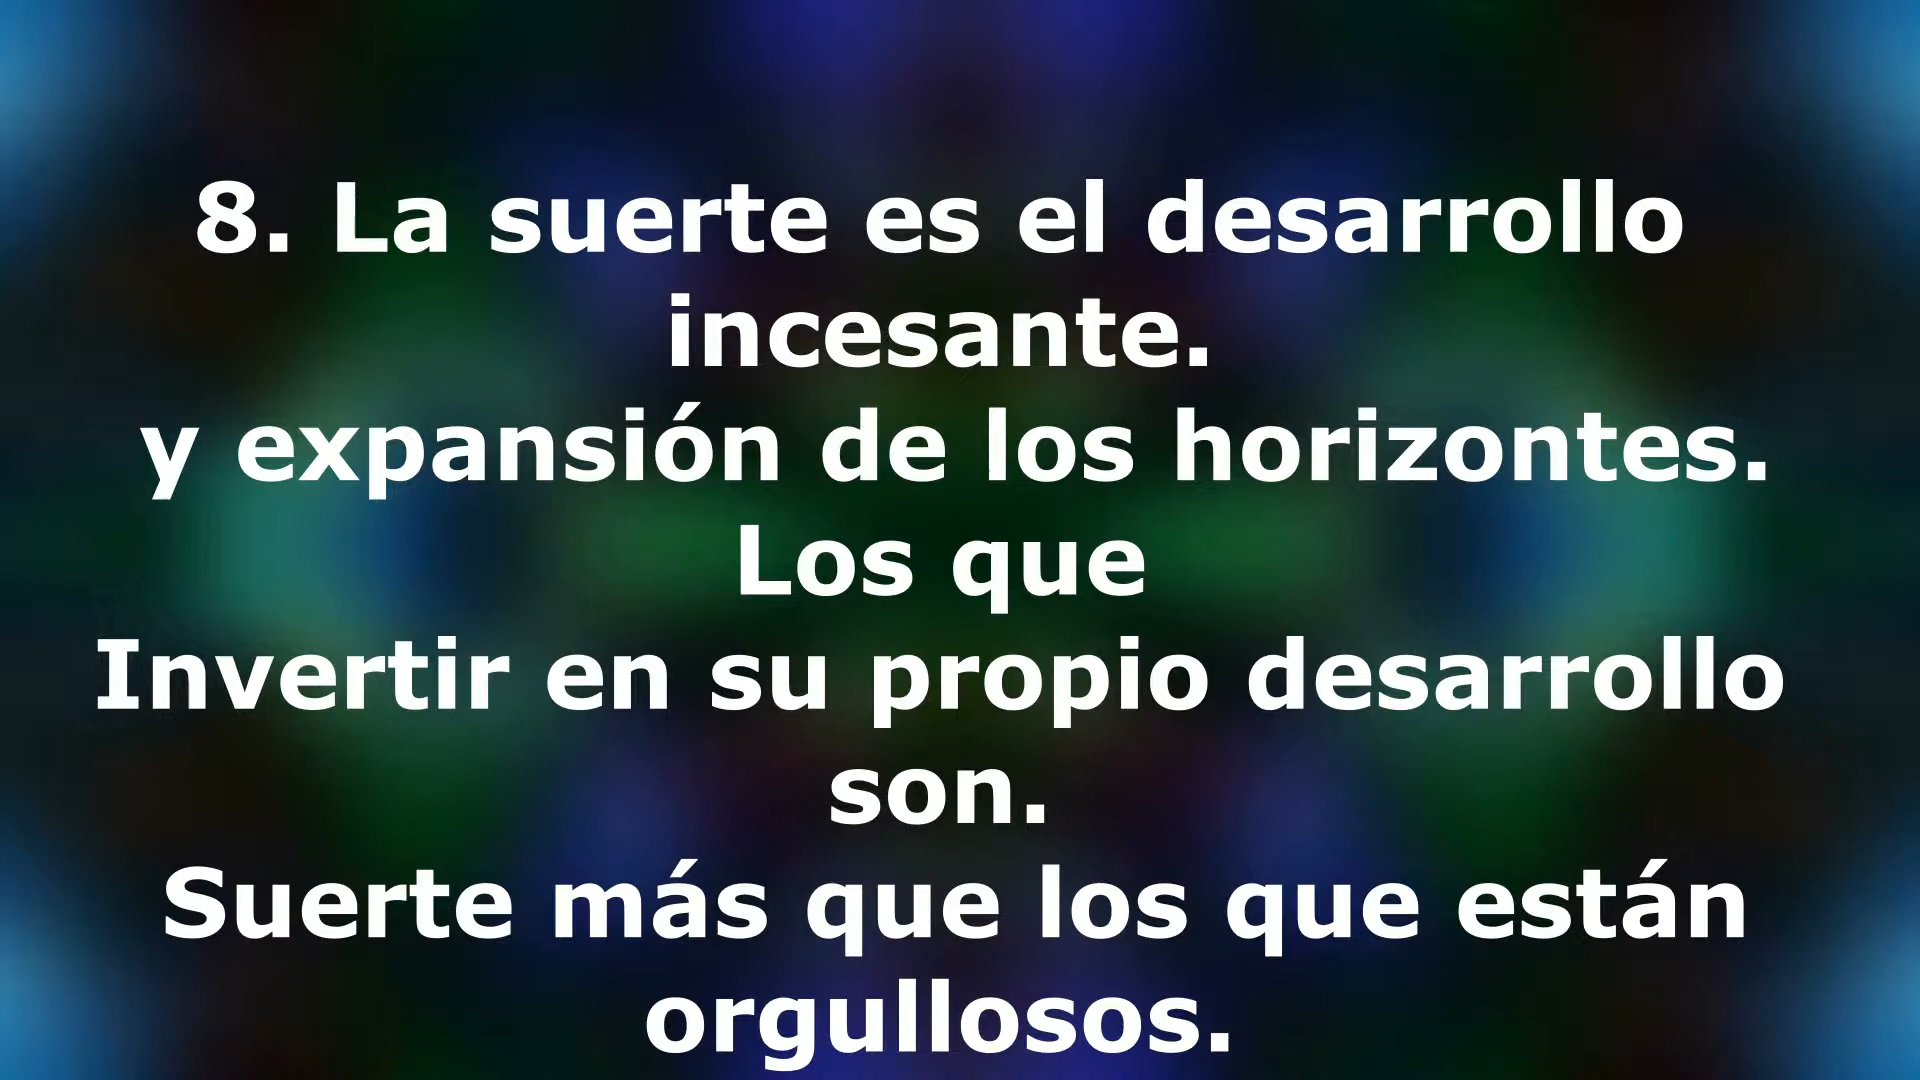 8. La suerte es el desarrollo
incesante.
y expansión de los horizontes.
Los que
Invertir en su propio desarrollo
son.
Suerte más que los que están
orgullosos.